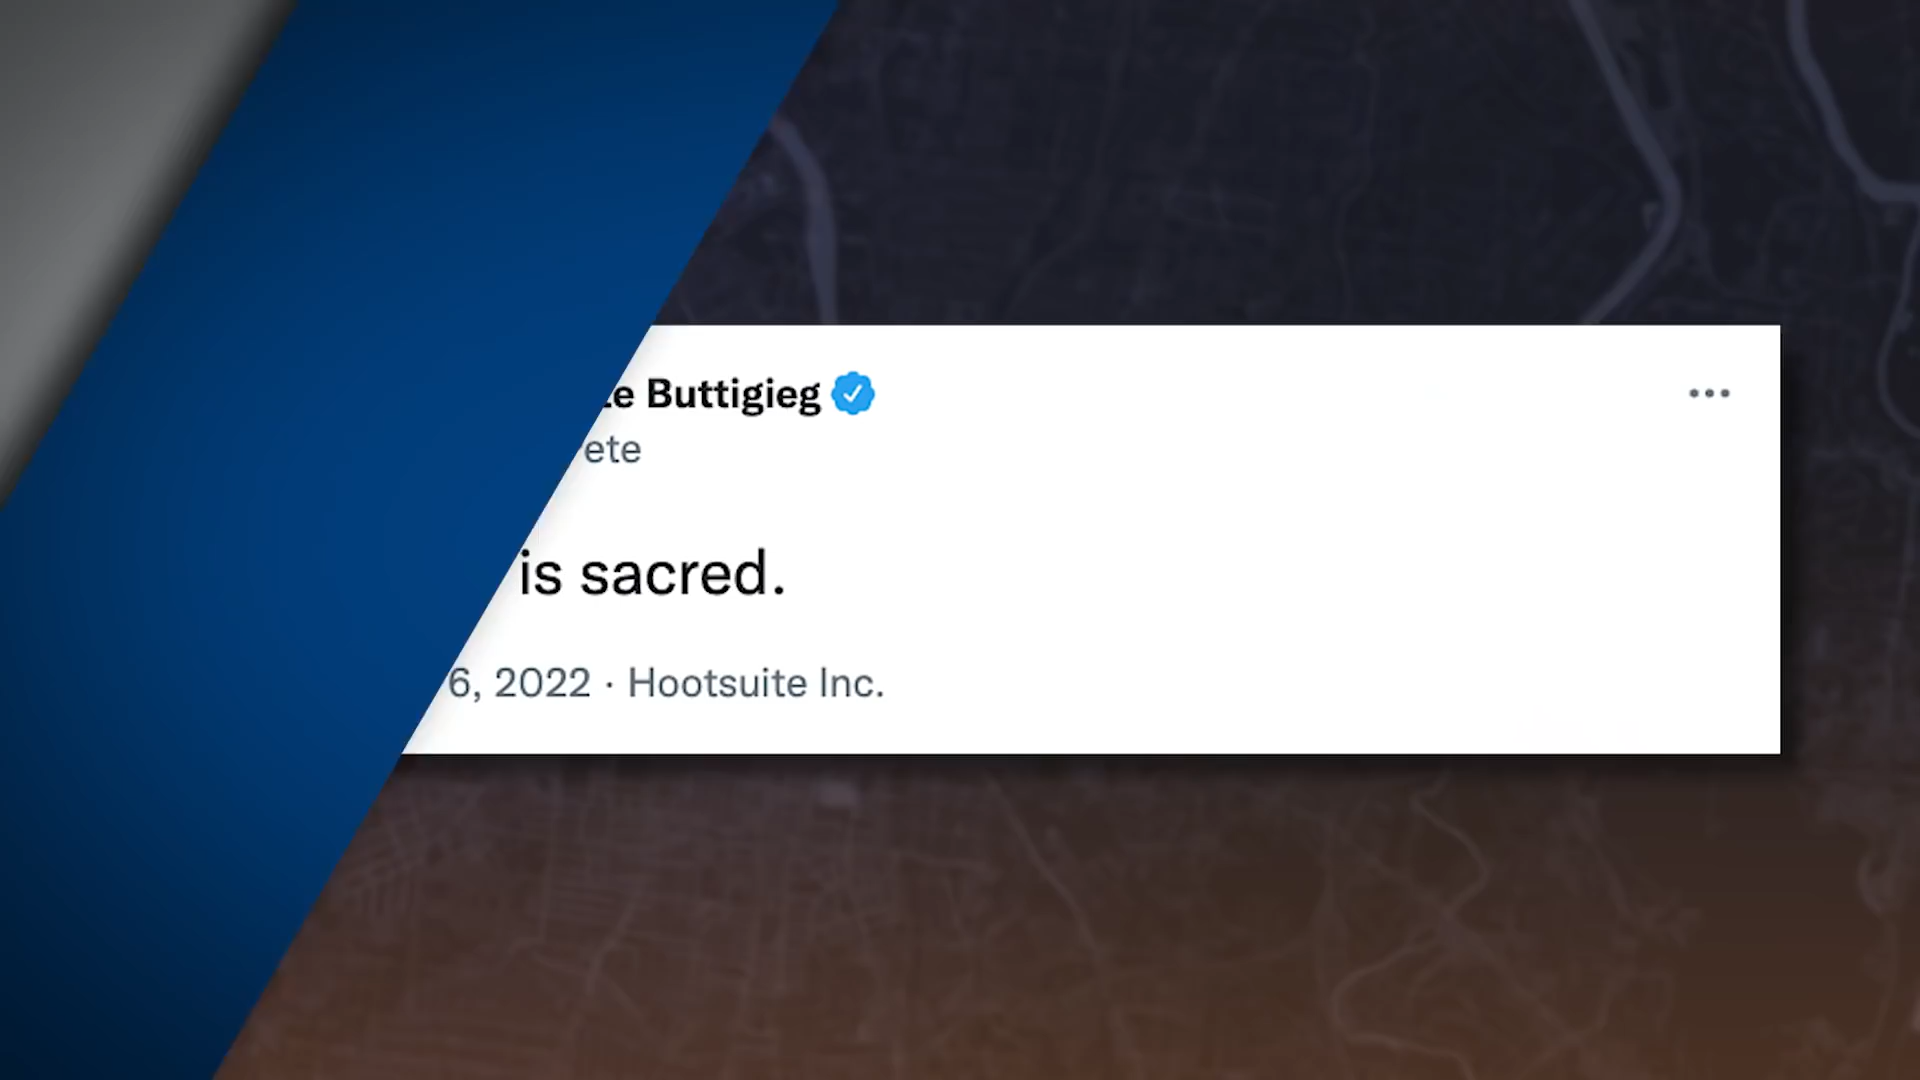 Buttigieg
ete
is sacred.
6, 2022 · Hootsuite Inc.